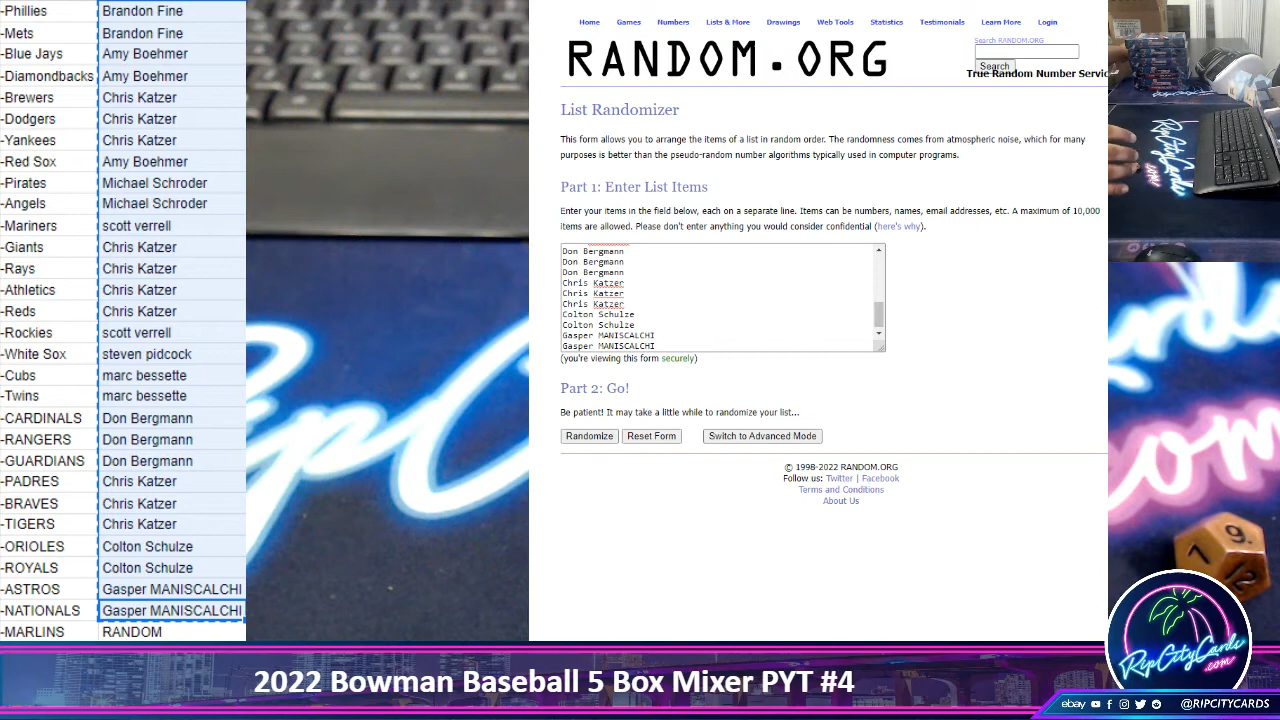 -Phillies Brandon Fine
-Mets Brandon Fine
-Blue Jays Amy Boehmer
-Diamondbacks Amy Boehmer
-Brewers Chris Katzer
-Dodgers Chris Katzer
-Yankees Chris Katzer
-Red Sox Amy Boehmer
-Pirates Michael Schroder
-Angels Michael Schroder
-Mariners scott verrell
-Giants Chris Katzer
-Rays Chris Katzer
-Athletics Chris Katzer
-Reds Chris Katzer
-Rockies scott verrell
-White Sox steven pidcock
-Cubs marc bessette
-Twins marc bessette
-CARDINALS Don Bergmann
-RANGERS Don Bergmann
-GUARDIANS Don Bergmann
-PADRES Chris Katzer
-BRAVES Chris Katzer
-TIGERS Chris Katzer
-ORIOLES Colton Schulze
-ROYALS Colton Schulze
-ASTROS Gasper MANISCALCHI
-NATIONALS Gasper MANISCALCHI
-MARLINS RANDOM
Home Games Numbers Lists & More Drawings Web Tools Statistics Testimonials Learn More Login
RANDOM.ORG
Search RANDOM.ORG
Search
True Random Number Servic
List Randomizer
This form allows you to arrange the items of a list in random order. The randomness comes from atmospheric noise, which for many
purposes is better than the pseudo-random number algorithms typically used in computer programs.
Part 1: Enter List Items
Enter your items in the field below, each on a separate line. Items can be numbers, names, email addresses, etc. A maximum of 10,000
items are allowed. Please don't enter anything you would consider confidential (here's why).
Don Bergmann
Don Bergmann
Don Bergmann
Chris Katzer
Chris Katzer
Chris Katzer
Colton Schulze
Colton Schulze
Gasper MANISCALCHI
Gasper MANISCALCHI
(you're viewing this form securely)
Part 2: Go!
Be patient! It may take a little while to randomize your list...
Randomize Reset Form Switch to Advanced Mode
© 1998-2022 RANDOM.ORG
Follow us: Twitter | Facebook
Terms and Conditions
About Us
RipCityCards
.com
9.
7
12
RipCityCards
.com
2022 Bowman Baseball 5 Box Mixer PYT #4
ebay @RIPCITYCARDS